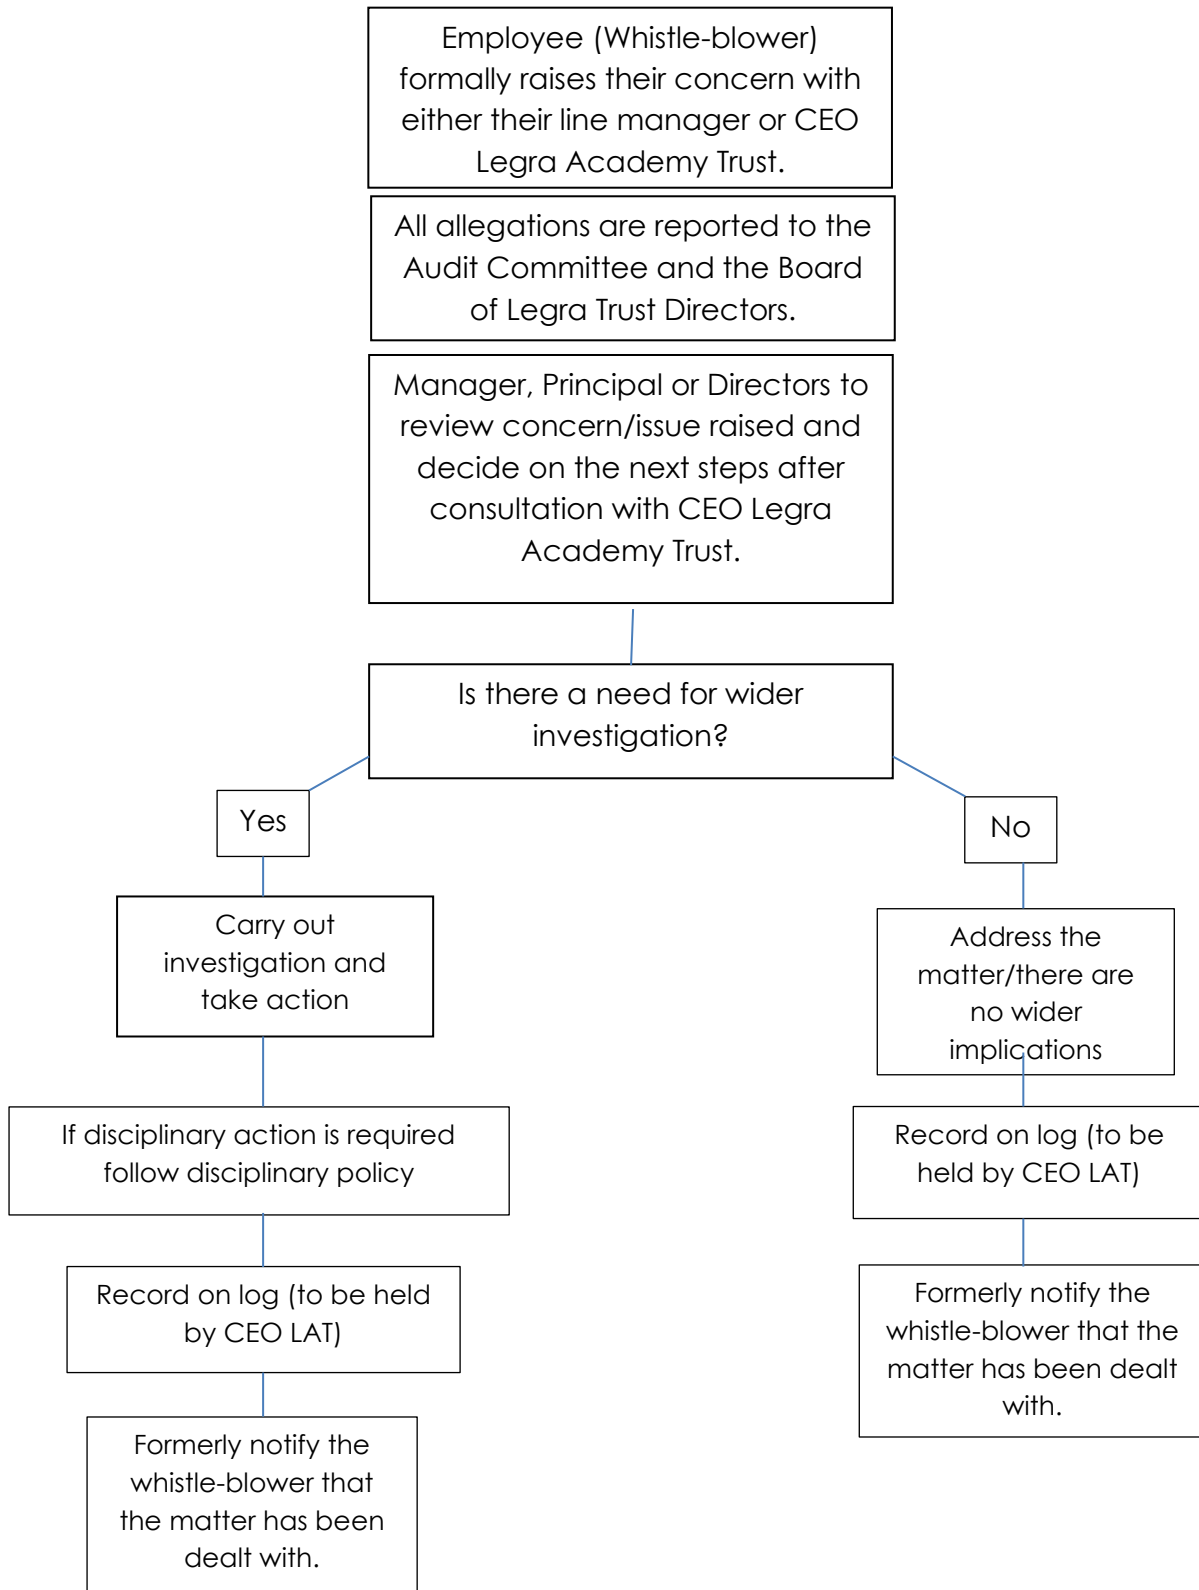 Employee (Whistle-blower)
formally raises their concern with
either their line manager or CEO
Legra Academy Trust.
All allegations are reported to the
Audit Committee and the Board
of Legra Trust Directors.
Manager, Principal or Directors to
review concern/issue raised and
decide on the next steps after
consultation with CEO Legra
Academy Trust.
Is there a need for wider
investigation?
Yes
Carry out
investigation and
take action
If disciplinary action is required
follow disciplinary policy
Record on log (to be held
by CEO LAT)
Formerly notify the
whistle-blower that
the matter has been
dealt with.
No
Address the
matter/there are
no wider
implications
Record on log (to be
held by CEO LAT)
Formerly notify the
whistle-blower that the
matter has been dealt
with.